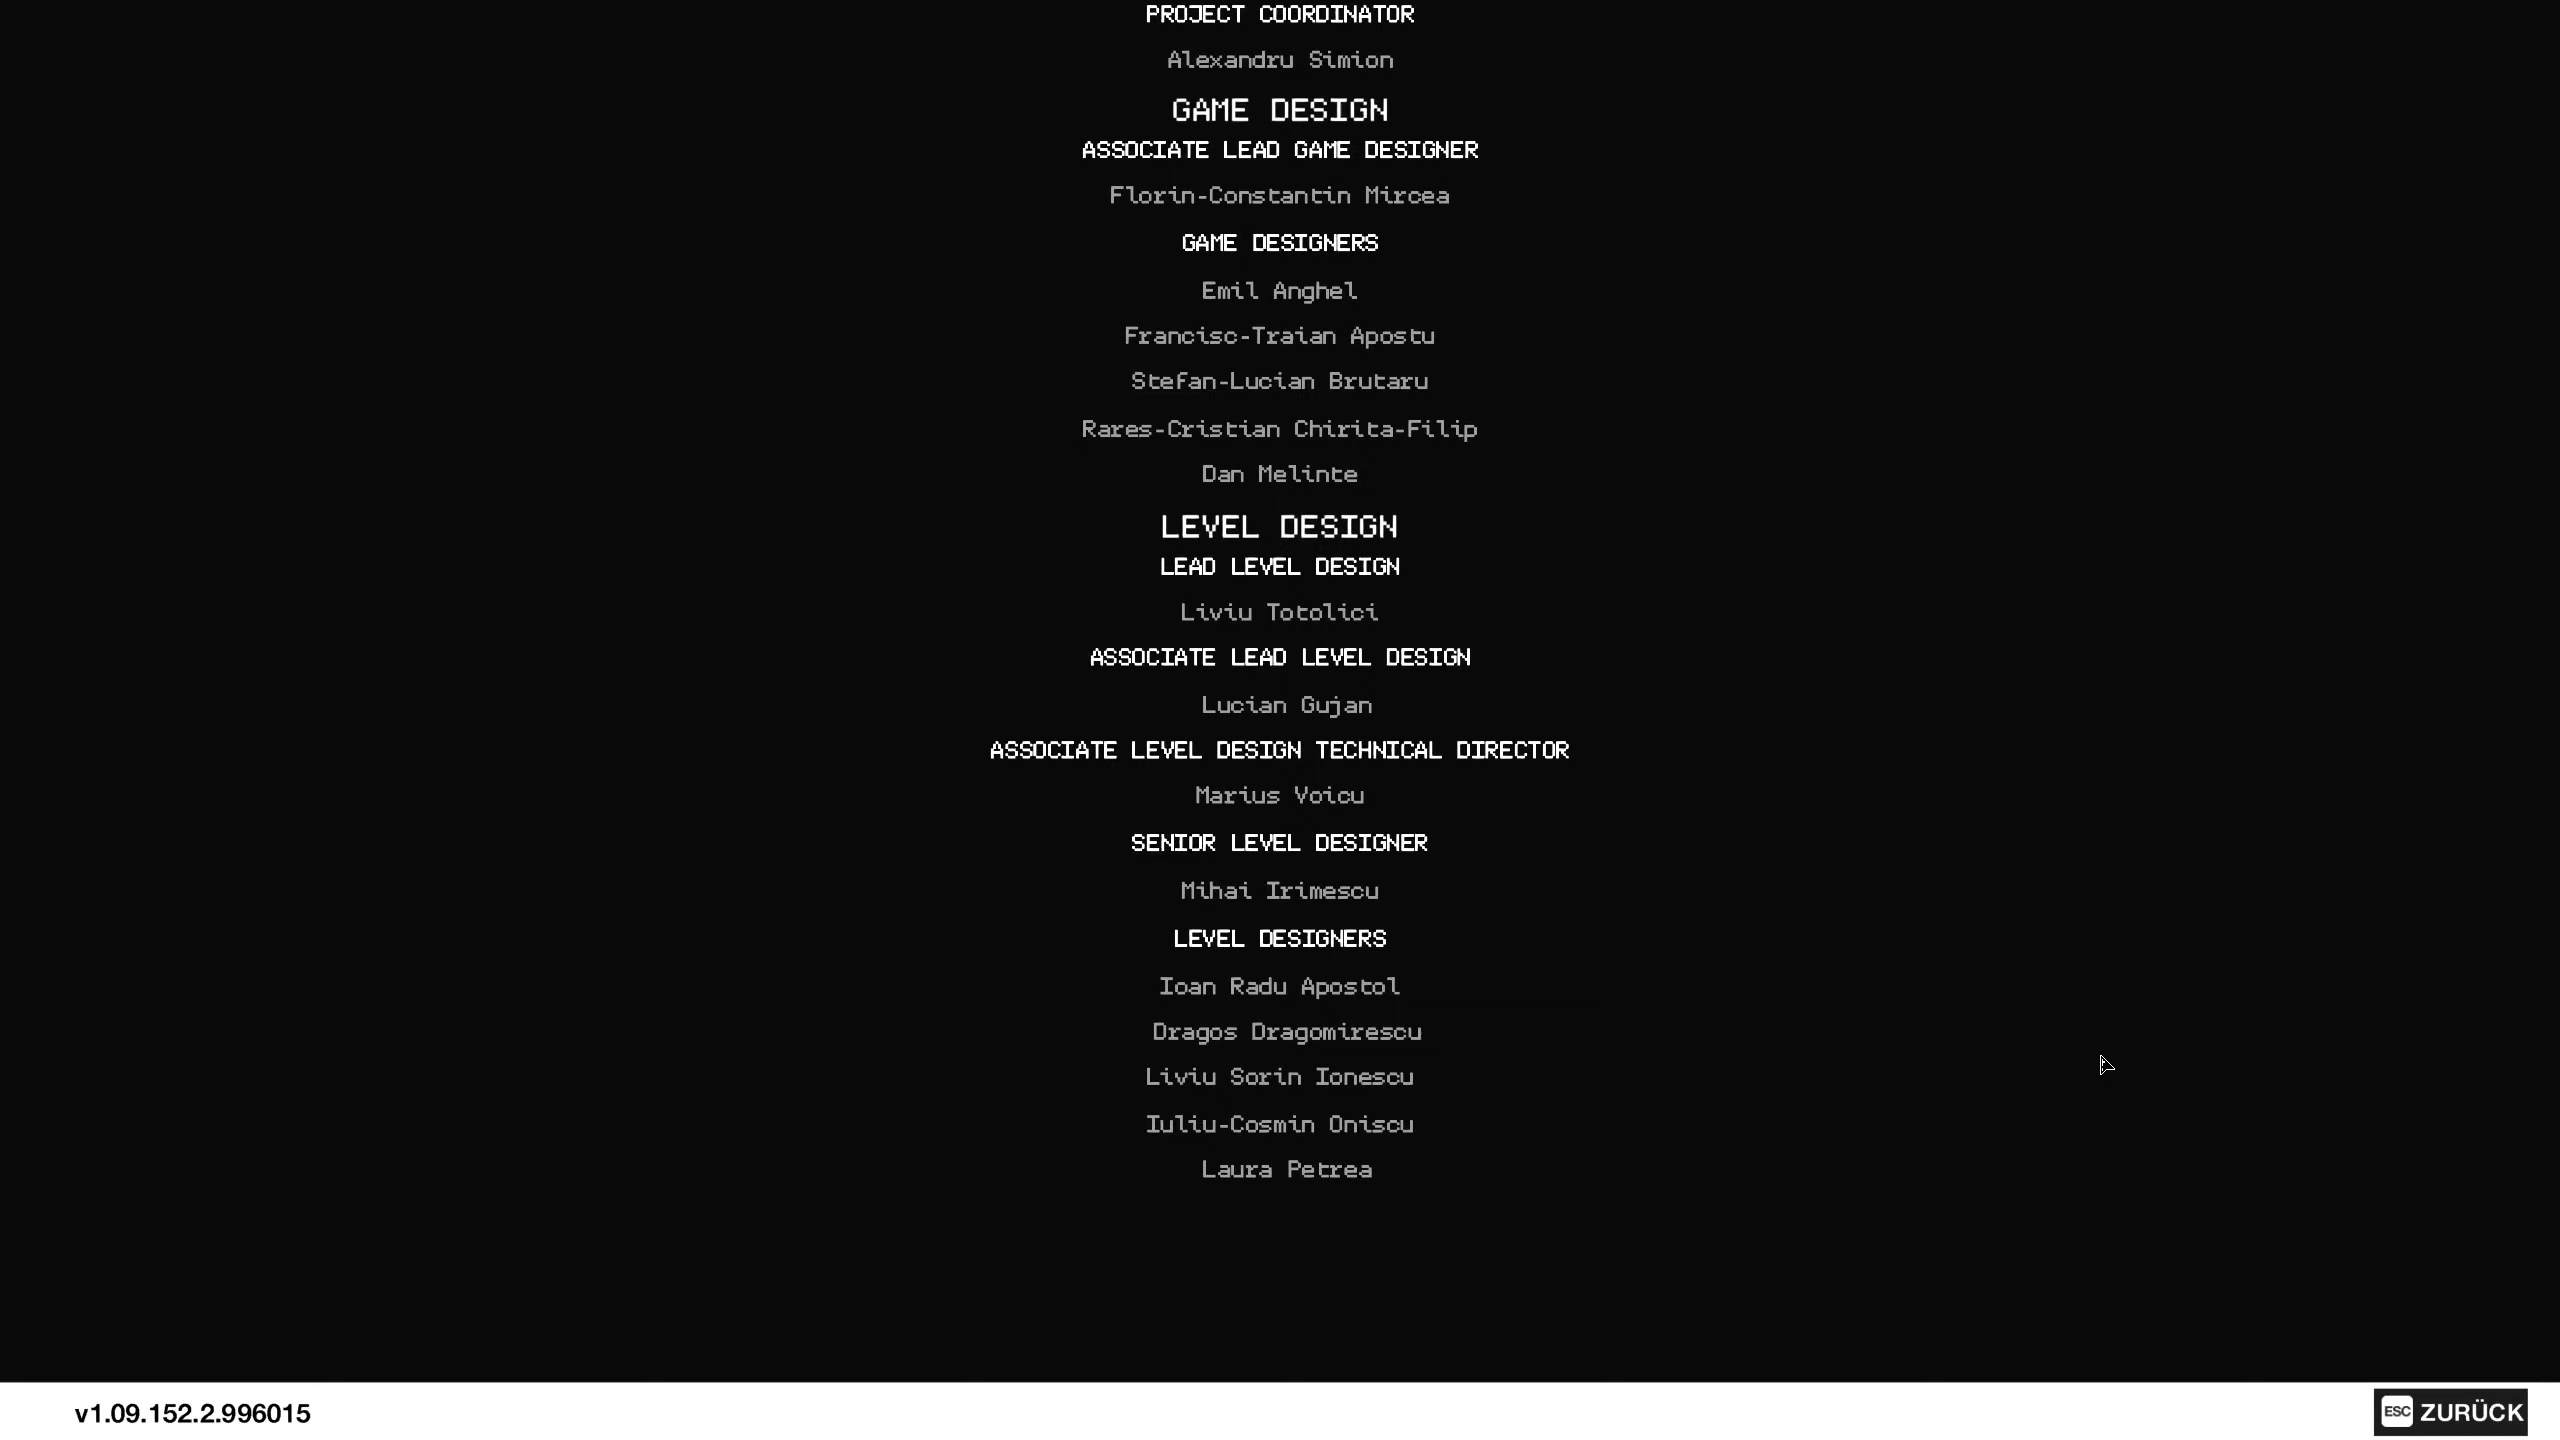 PROJECT COORDINATOR
Alexandru Simion
GAME DESIGN
ASSOCIATE LEAD GAME DESIGNER
Florin-Constantin Mircea
GAME DESIGNERS
Emil Anghel
Francisc-Traian Apostu
Stefan-Lucian Brutaru
Rares-Cristian Chirita-Filip
Dan Melinte
LEVEL DESIGN
LEAD LEVEL DESIGN
Liviu Totolici
ASSOCIATE LEAD LEVEL DESIGN
Lucian Gujan
ASSOCIATE LEVEL DESIGN TECHNICAL DIRECTOR
Marius Voicu
SENIOR LEVEL DESIGNER
Mihai Irimescu
LEVEL DESIGNERS
Ioan Radu Apostol
Dragos Dragomirescu
Liviu Sorin Ionescu
Iuliu-Cosmin Oniscu
Laura Petrea
v1.09.152.2.996015
ESC ZURÜCK